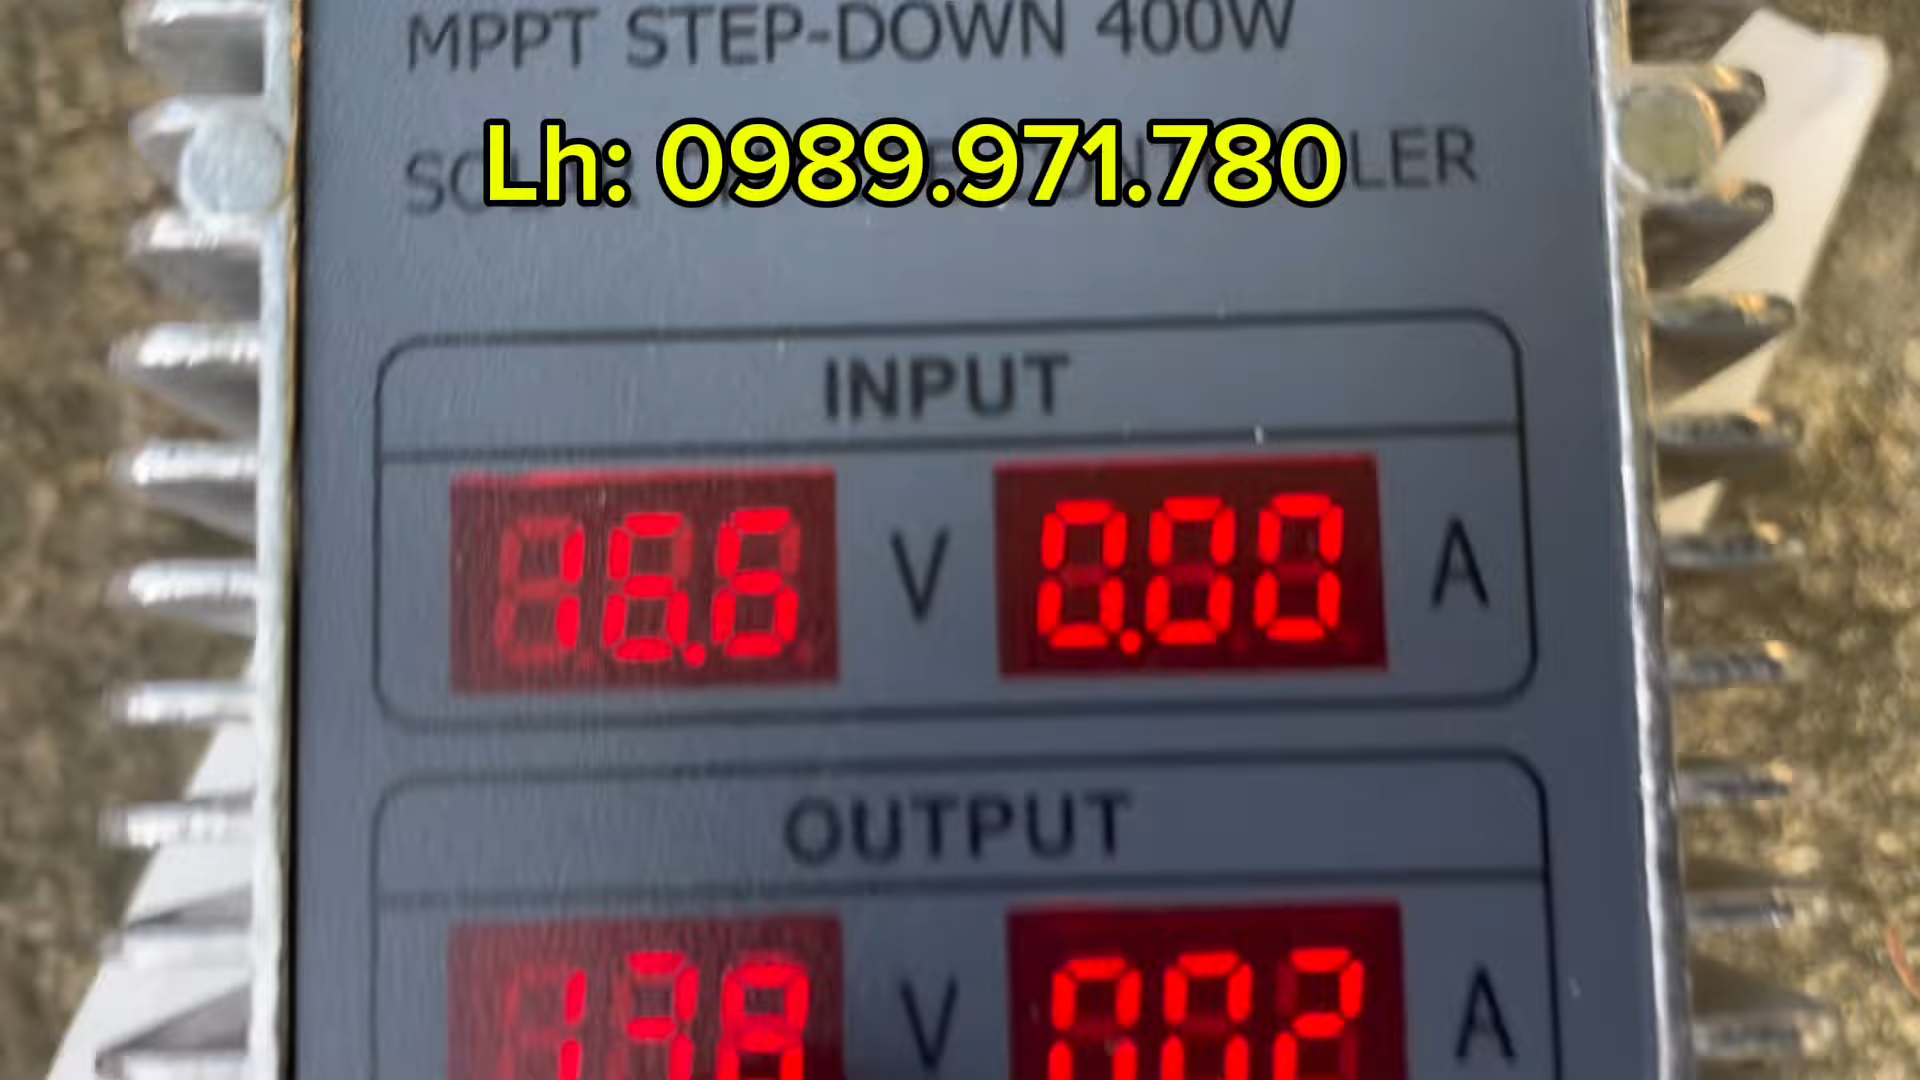 MPPT STEP-DOWN 400W
Lh: 0989.971.780
INPUT
16.6 V 0.00 A
OUTPUT
V A